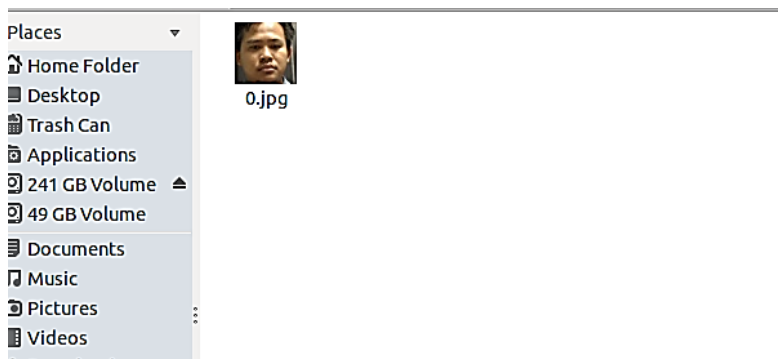 Places
Home Folder
Desktop
Trash Can
Applications
241 GB Volume
49 GB Volume
Documents
Music
Pictures
Videos
0.jpg